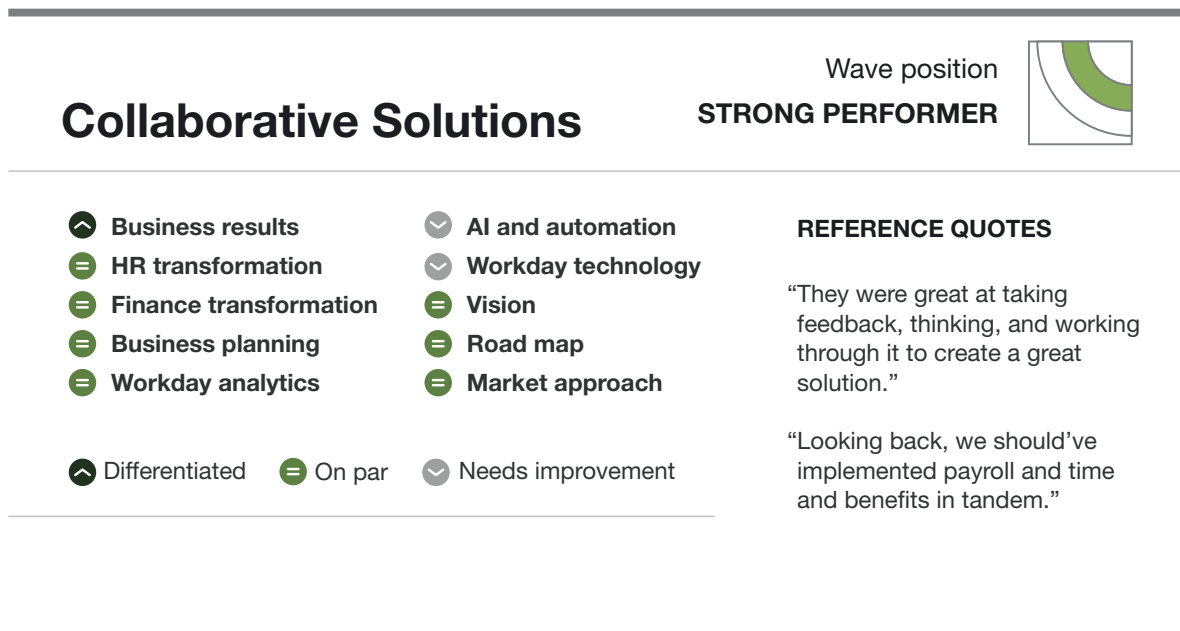 Wave position
Collaborative Solutions
STRONG PERFORMER
Business results
HR transformation
Finance transformation
Business planning
Workday analytics
AI and automation
Workday technology
Vision
Road map
Market approach
Differentiated
On par
Needs improvement
REFERENCE QUOTES
“They were great at taking
feedback, thinking, and working
through it to create a great
solution.”
“Looking back, we should’ve
implemented payroll and time
and benefits in tandem.”